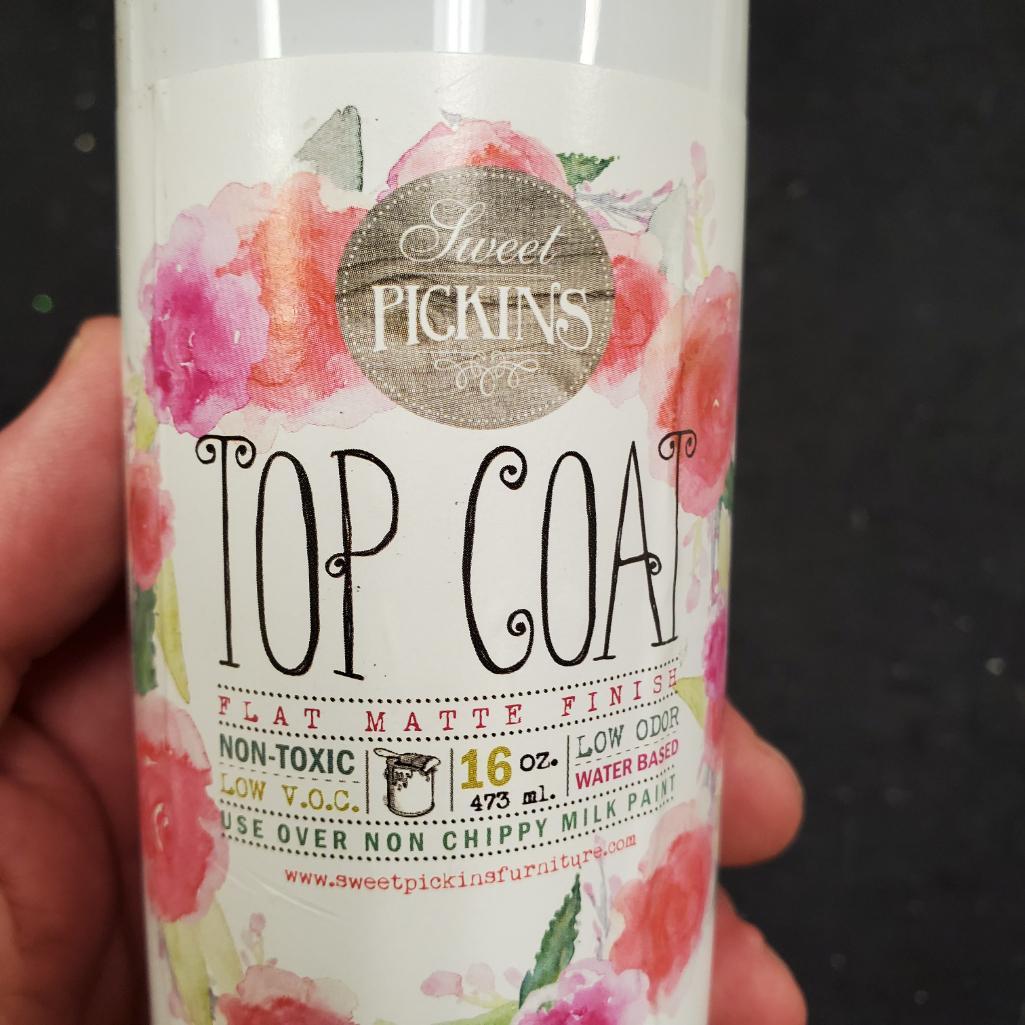 Sweet
PICKINS
TOP COAT
FLAT MATTE FINISH
NON-TOXIC
LOW V.O.C.
16 oz.
473 ml.
LOW ODOR
WATER BASED
USE OVER NON CHIPPY MILK PAINT
www.sweetpickinsfurniture.com